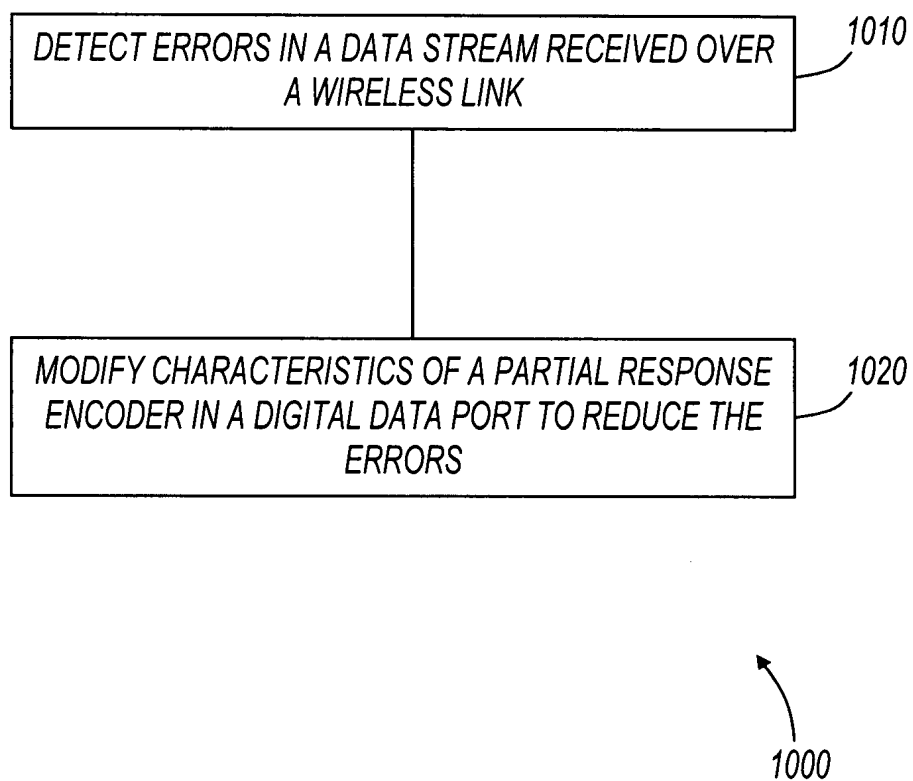 DETECT ERRORS IN A DATA STREAM RECEIVED OVER
A WIRELESS LINK
1010
MODIFY CHARACTERISTICS OF A PARTIAL RESPONSE
ENCODER IN A DIGITAL DATA PORT TO REDUCE THE
ERRORS
1020
1000